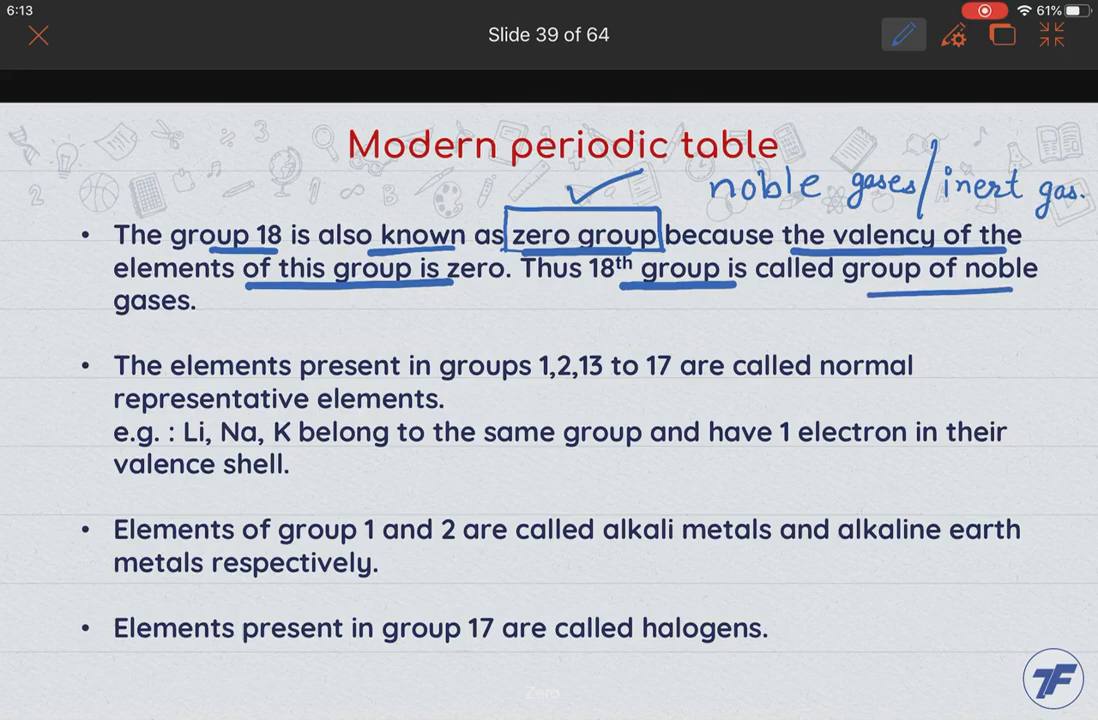 6:13
61%
Slide 39 of 64
Modern periodic table
noble gases/inert gas.
• The group 18 is also known as zero group because the valency of the
elements of this group is zero. Thus 18th group is called group of noble
gases.
• The elements present in groups 1,2,13 to 17 are called normal
representative elements.
e.g. : Li, Na, K belong to the same group and have 1 electron in their
valence shell.
• Elements of group 1 and 2 are called alkali metals and alkaline earth
metals respectively.
• Elements present in group 17 are called halogens.
Zero